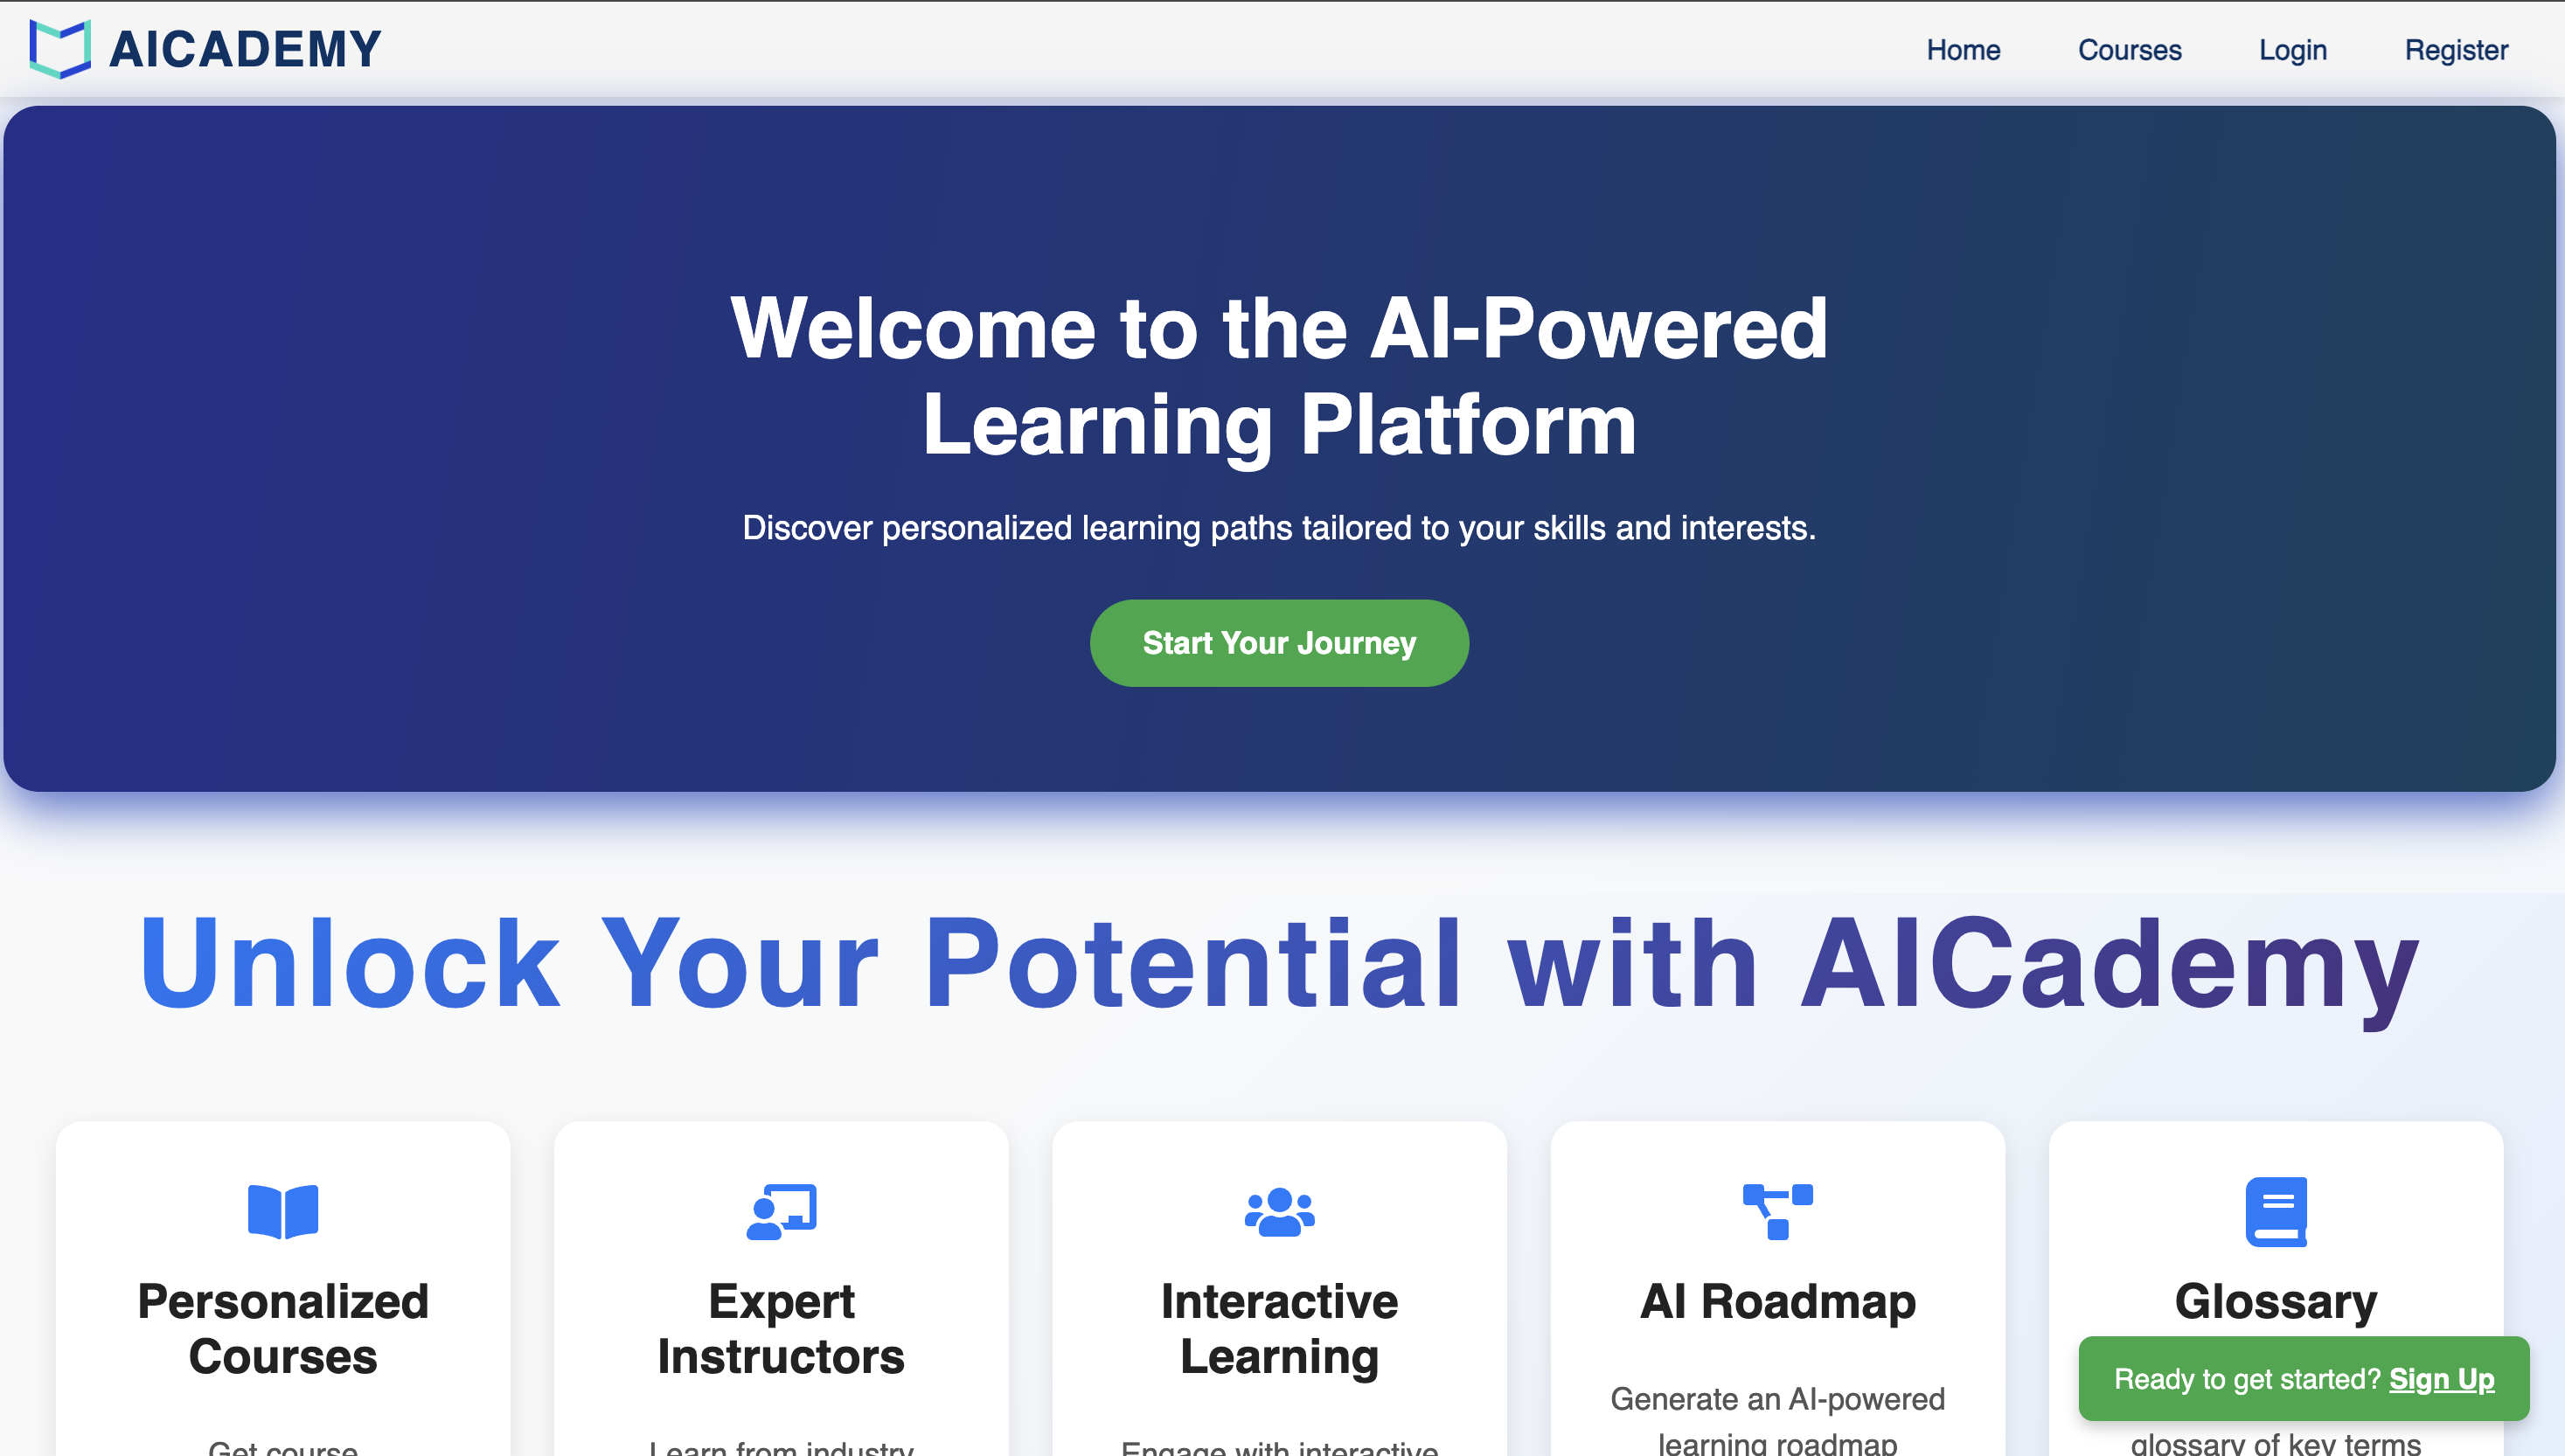 AICADEMY
Home
Courses
Login
Register
Welcome to the AI-Powered
Learning Platform
Discover personalized learning paths tailored to your skills and interests.
Start Your Journey
Unlock Your Potential with AICademy
Personalized
Courses
Get course
Expert
Instructors
Learn from industry
Interactive
Learning
Engage with interactive
AI Roadmap
Generate an AI-powered
learning roadmap
Glossary
glossary of key terms
Ready to get started? Sign Up